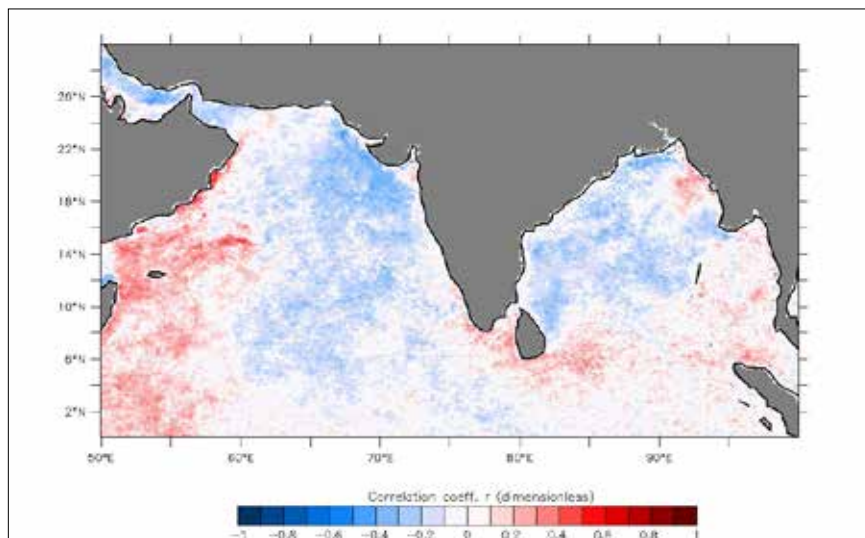 26°N
22°N
18°N
14°N
10°N
6°N
2°N
50°E 60°E 70°E 80°E 90°E
Correlation coeff. r (dimensionless)
-1 -0.8 -0.6 -0.4 -0.2 0 0.2 0.4 0.6 0.8 1